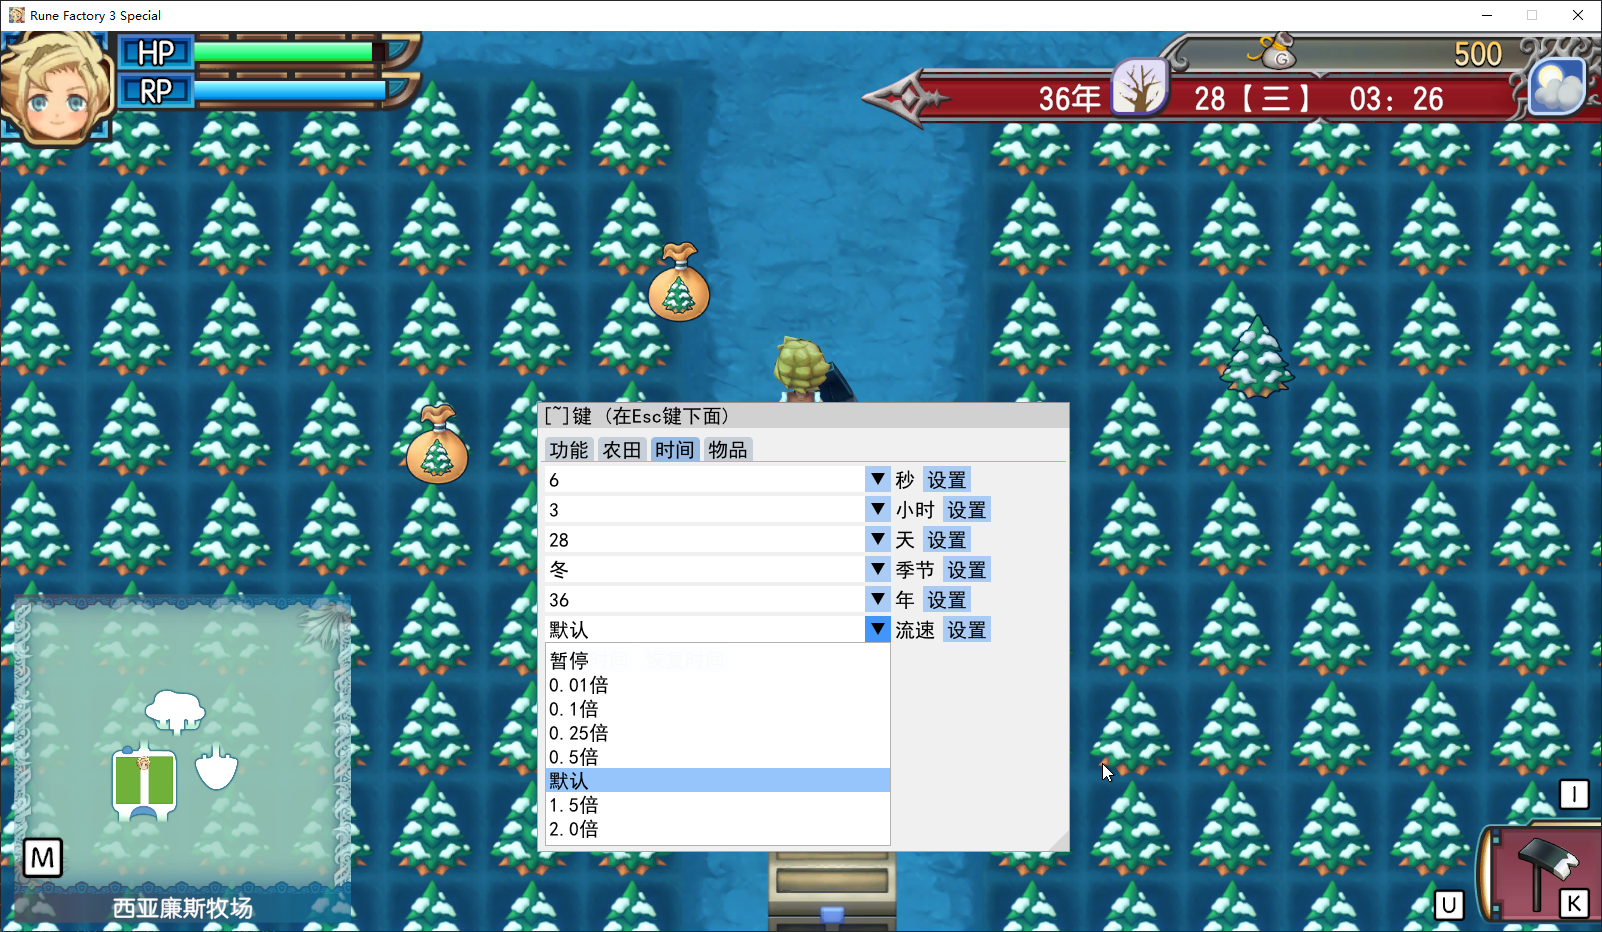 Rune Factory 3 Special
HP
RP
500
36年 28【三】 03: 26
[~]键 (在Esc键下面)
功能 农田 时间 物品
6 ▼ 秒 设置
3 ▼ 小时 设置
28 ▼ 天 设置
冬 ▼ 季节 设置
36 ▼ 年 设置
默认 ▼ 流速 设置
暂停
0.01倍
0.1倍
0.25倍
0.5倍
默认
1.5倍
2.0倍
M
西亚廉斯牧场
I
U
K